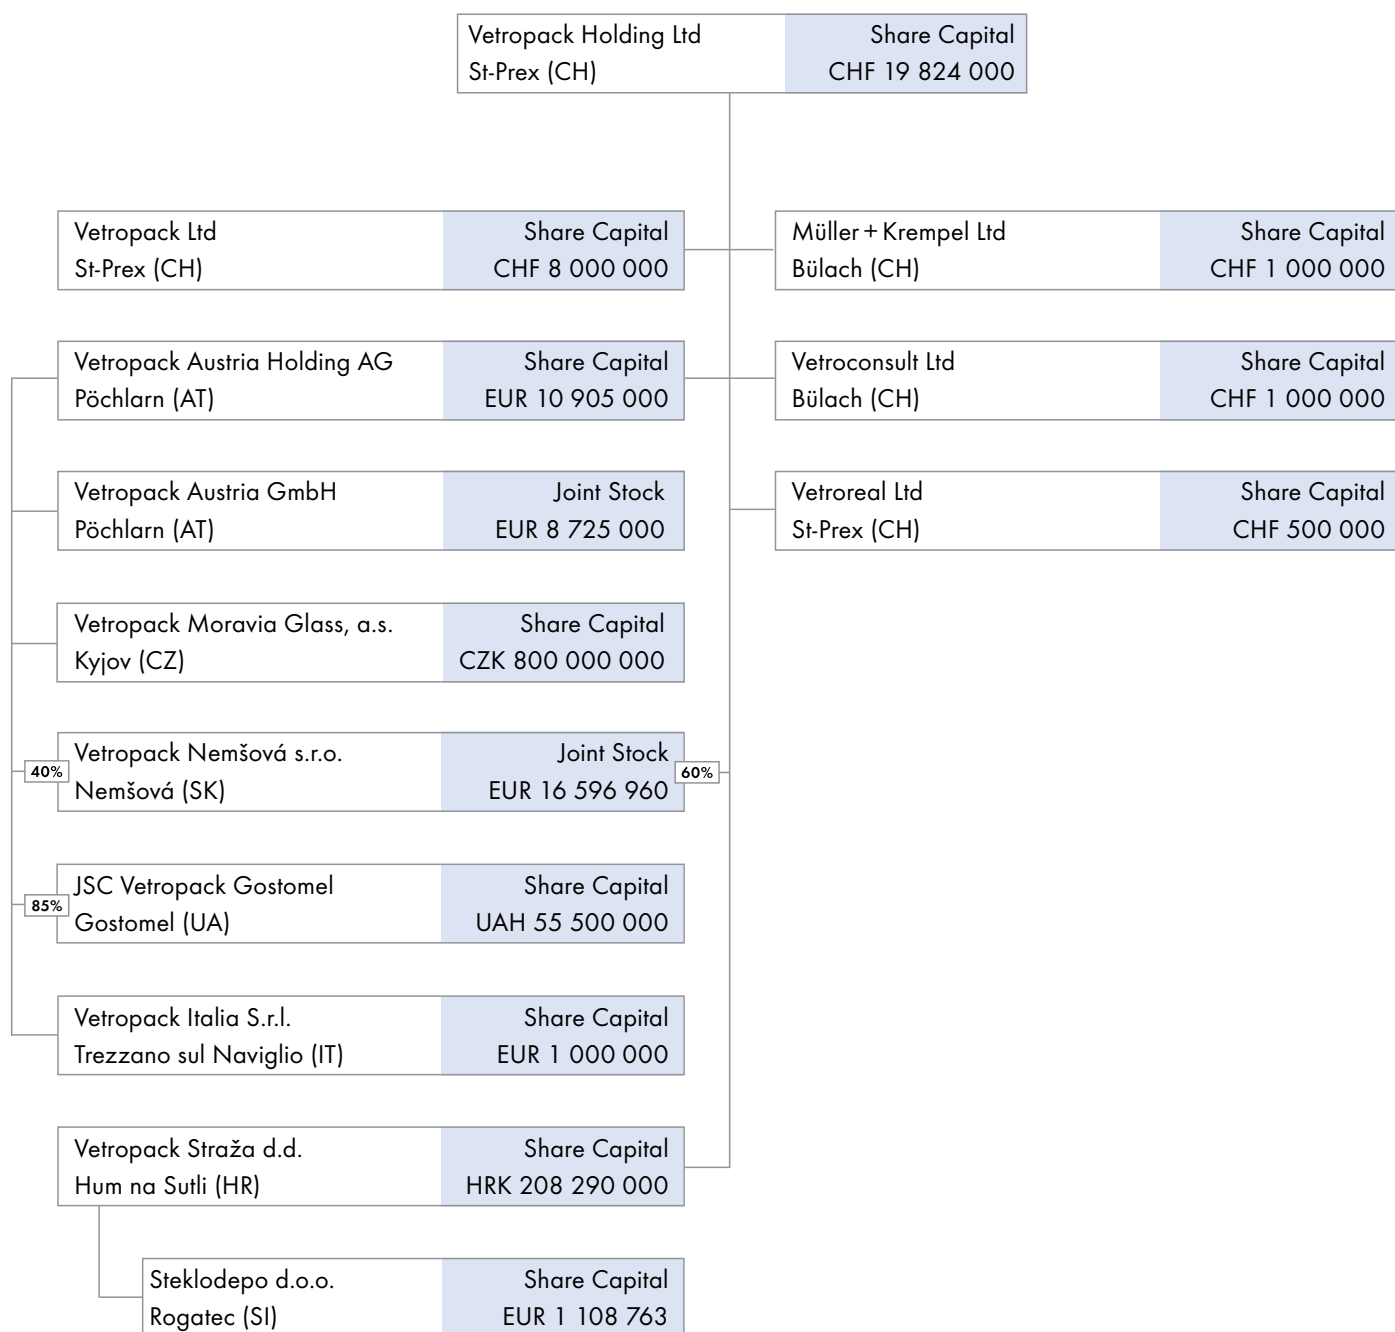 Vetropack Holding Ltd
St-Prex (CH)
Share Capital
CHF 19 824 000
Vetropack Ltd
St-Prex (CH)
Share Capital
CHF 8 000 000
Müller + Krempel Ltd
Bülach (CH)
Share Capital
CHF 1 000 000
Vetropack Austria Holding AG
Pöchlarn (AT)
Share Capital
EUR 10 905 000
Vetroconsult Ltd
Bülach (CH)
Share Capital
CHF 1 000 000
Vetropack Austria GmbH
Pöchlarn (AT)
Joint Stock
EUR 8 725 000
Vetroreal Ltd
St-Prex (CH)
Share Capital
CHF 500 000
Vetropack Moravia Glass, a.s.
Kyjov (CZ)
Share Capital
CZK 800 000 000
40%
Vetropack Nemšová s.r.o.
Nemšová (SK)
Joint Stock
EUR 16 596 960
60%
85%
JSC Vetropack Gostomel
Gostomel (UA)
Share Capital
UAH 55 500 000
Vetropack Italia S.r.l.
Trezzano sul Naviglio (IT)
Share Capital
EUR 1 000 000
Vetropack Straža d.d.
Hum na Sutli (HR)
Share Capital
HRK 208 290 000
Steklodepo d.o.o.
Rogatec (SI)
Share Capital
EUR 1 108 763